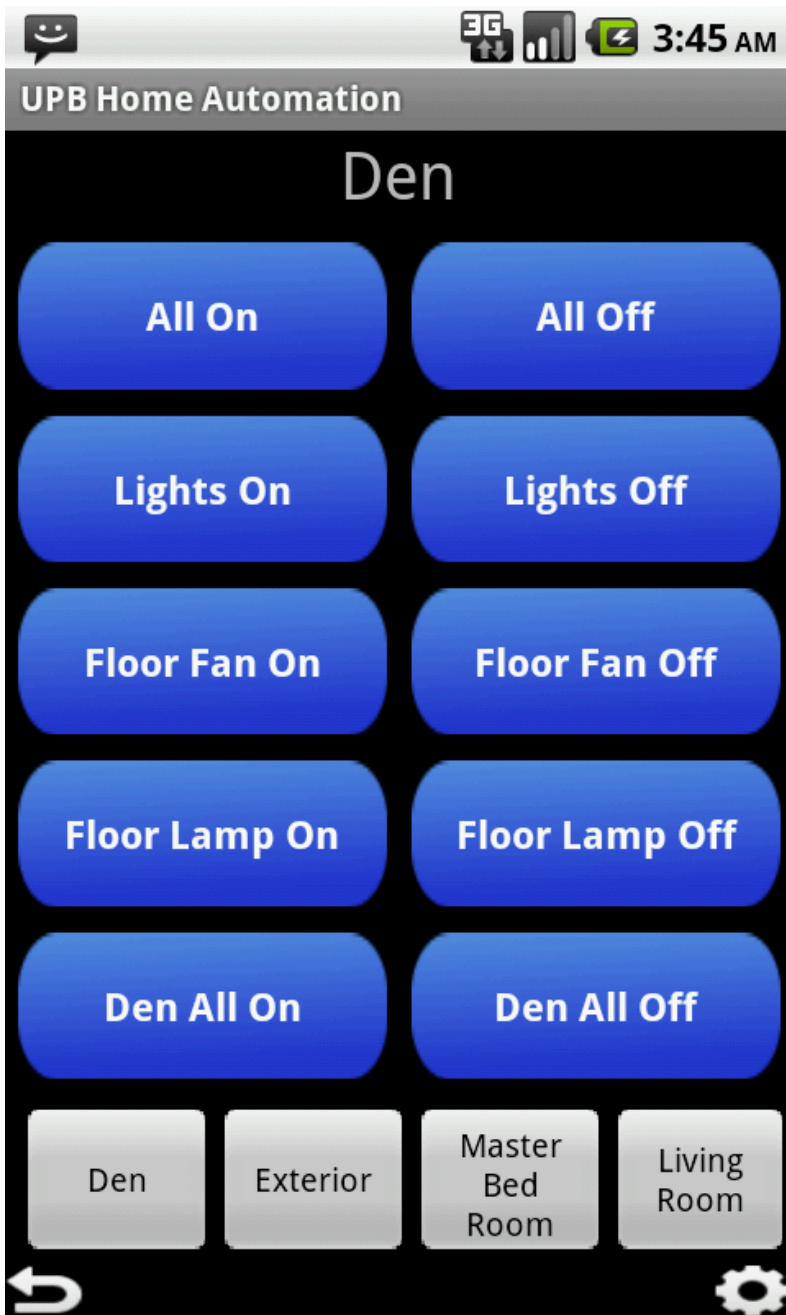 3G 3:45 AM
UPB Home Automation
Den
All On All Off
Lights On Lights Off
Floor Fan On Floor Fan Off
Floor Lamp On Floor Lamp Off
Den All On Den All Off
Den Exterior Master Bed Room Living Room